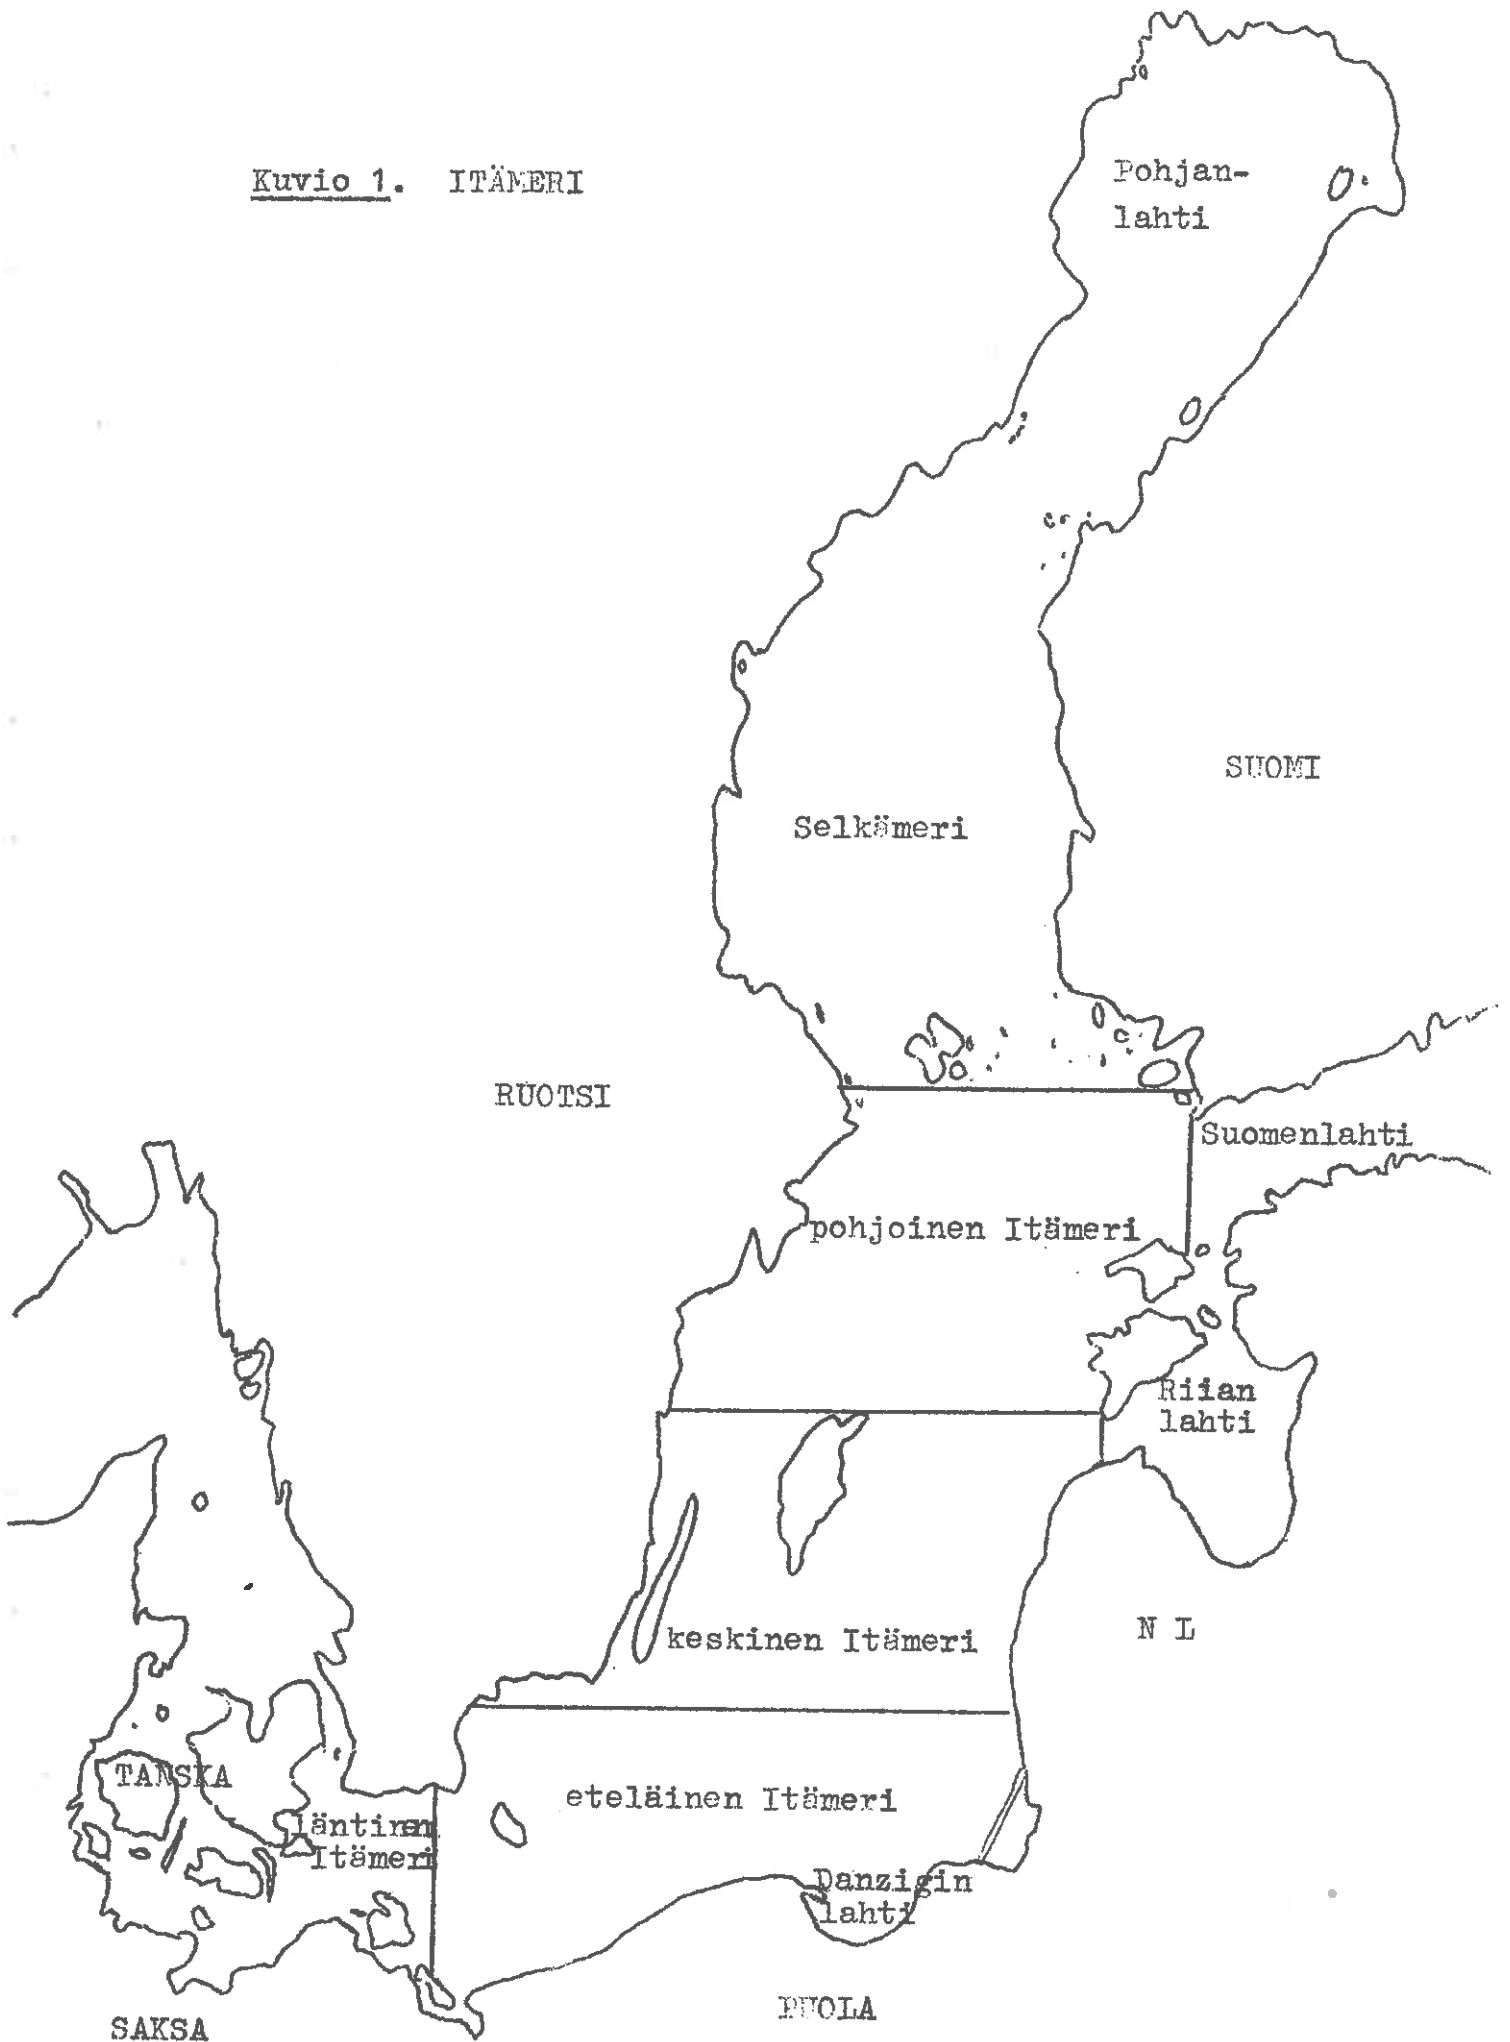 Kuvio 1. ITÄMERI
Pohjan-
lahti
SUOMI
Selkämeri
RUOTSI
Suomenlahti
pohjoinen Itämeri
Riian
lahti
N L
keskinen Itämeri
TANSKA
eteläinen Itämeri
läntinen
Itämeri
Danzigin
lahti
PUOLA
SAKSA